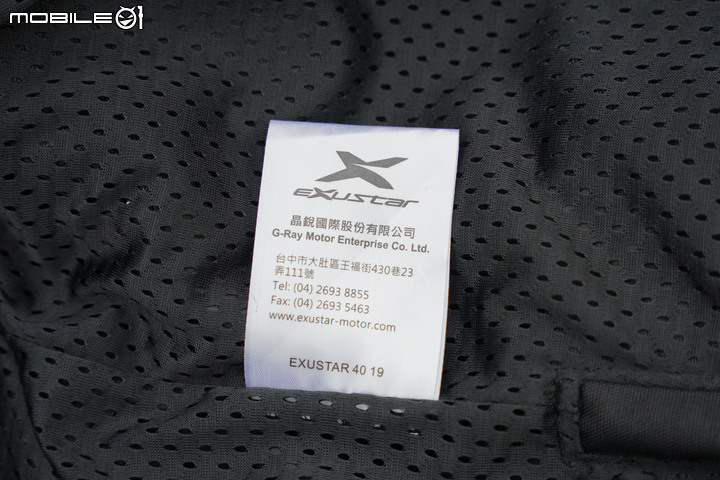 MOBILE01
EXUSTAR
晶銳國際股份有限公司
G-Ray Motor Enterprise Co. Ltd.
台中市大肚區王福街430巷23
弄111號
Tel: (04) 2693 8855
Fax: (04) 2693 5463
www.exustar-motor.com
EXUSTAR 40 19